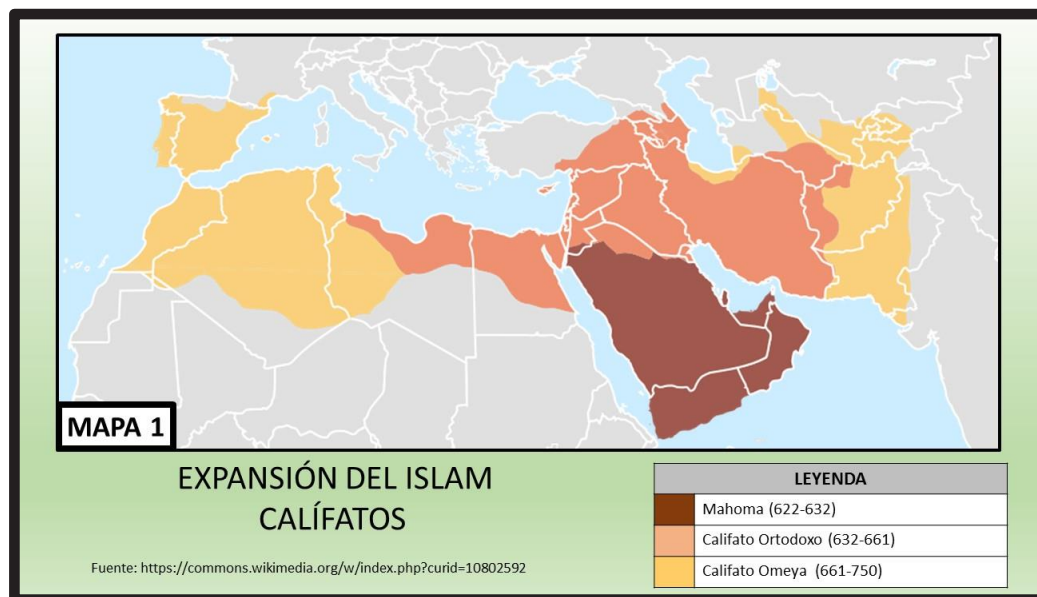 MAPA 1
EXPANSIÓN DEL ISLAM
CALÍFATOS
Fuente: https://commons.wikimedia.org/w/index.php?curid=10802592
LEYENDA
Mahoma (622-632)
Califato Ortodoxo (632-661)
Califato Omeya (661-750)